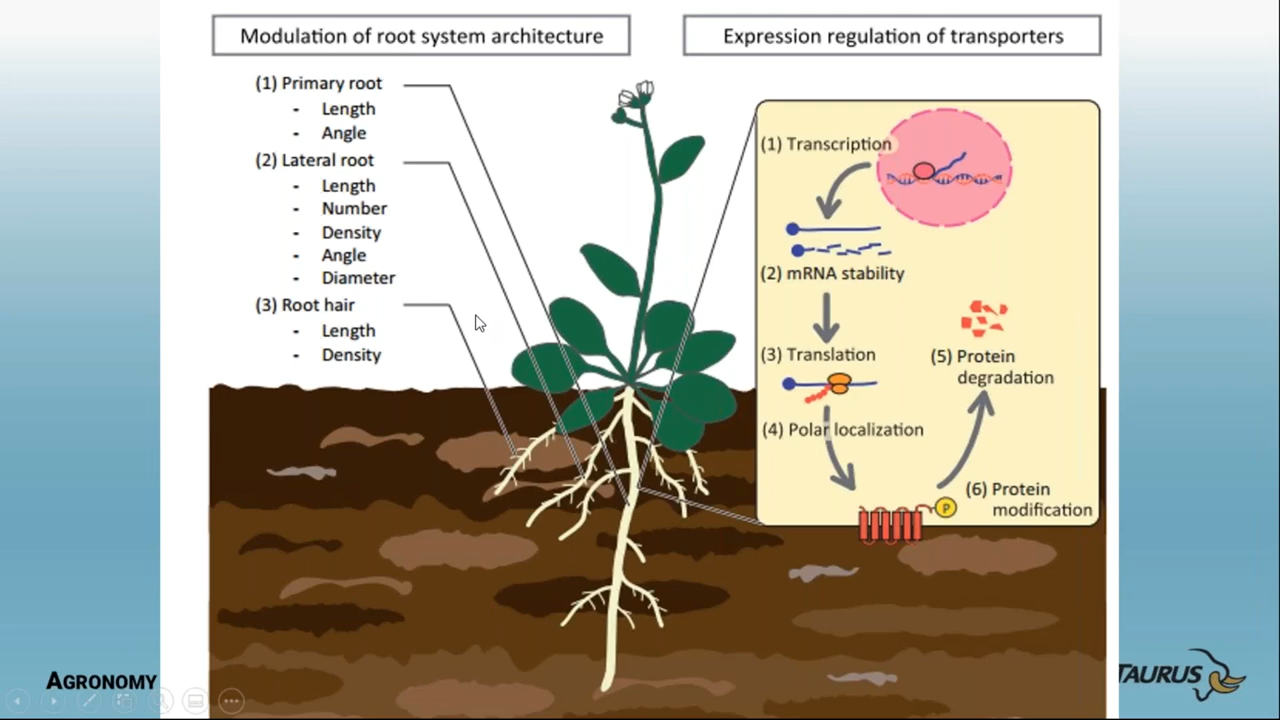 Modulation of root system architecture
Expression regulation of transporters
(1) Primary root
- Length
- Angle
(2) Lateral root
- Length
- Number
- Density
- Angle
- Diameter
(3) Root hair
- Length
- Density
(1) Transcription
(2) mRNA stability
(3) Translation
(4) Polar localization
(5) Protein
degradation
(6) Protein
modification
P
AGRONOMY
TAURUS